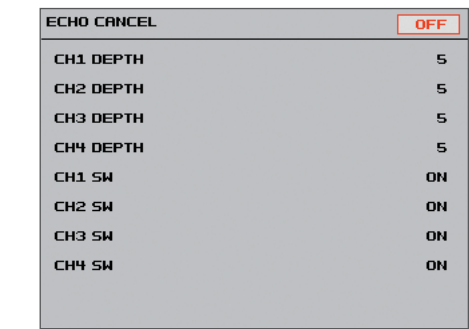 ECHO CANCEL OFF
CH1 DEPTH 5
CH2 DEPTH 5
CH3 DEPTH 5
CH4 DEPTH 5
CH1 SW ON
CH2 SW ON
CH3 SW ON
CH4 SW ON